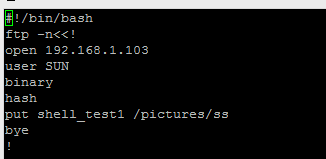 #!/bin/bash
ftp -n<<!
open 192.168.1.103
user SUN
binary
hash
put shell_test1 /pictures/ss
bye
!